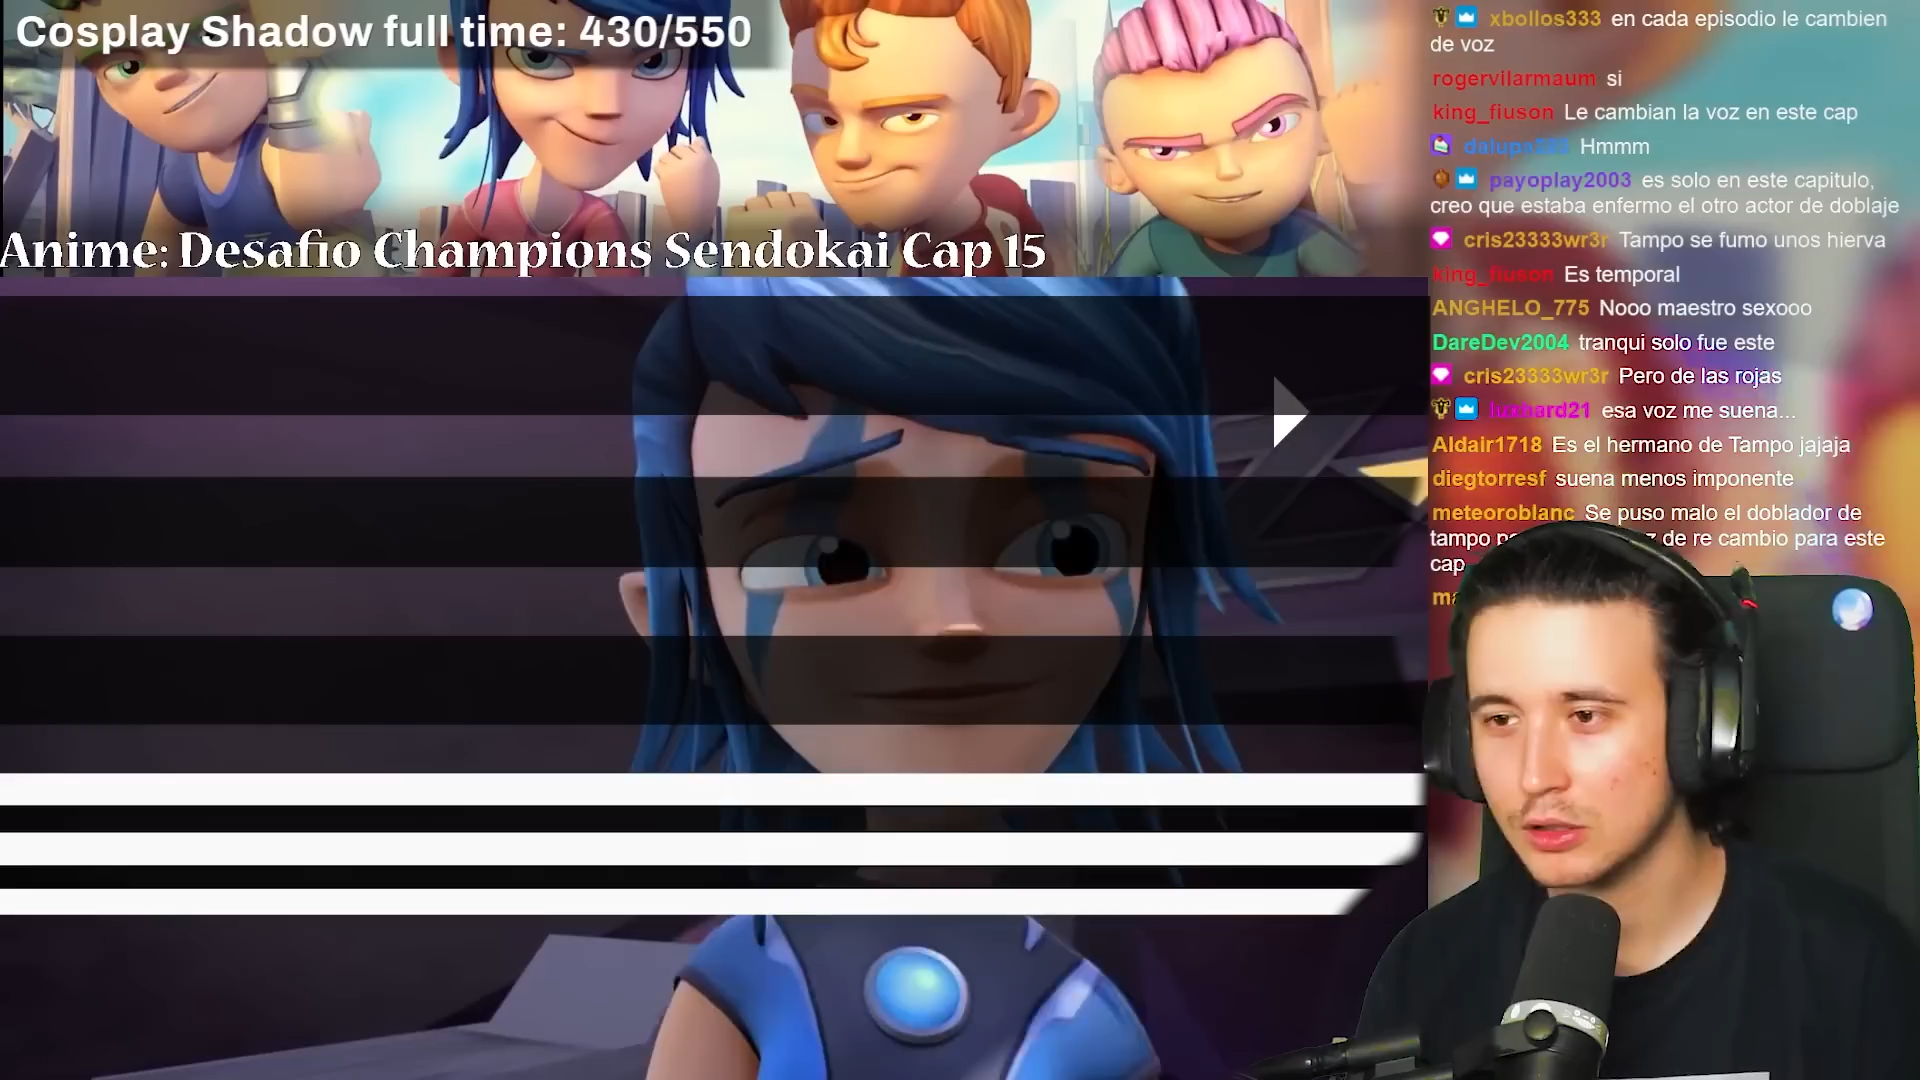 Cosplay Shadow full time: 430/550
Anime: Desafio Champions Sendokai Cap 15
xbollos333 en cada episodio le cambien
de voz
rogervilarmaum si
king_fiuson Le cambian la voz en este cap
Hmmm
payoplay2003 es solo en este capitulo,
creo que estaba enfermo el otro actor de doblaje
cris23333wr3r Tampo se fumo unos hierva
king_fiuson Es temporal
ANGHELO_775 Nooo maestro sexooo
DareDev2004 tranqui solo fue este
cris23333wr3r Pero de las rojas
esa voz me suena...
Aldair1718 Es el hermano de Tampo jajaja
diegtorresf suena menos imponente
meteoroblanc Se puso malo el doblador de
tampo de re cambio para este
cap